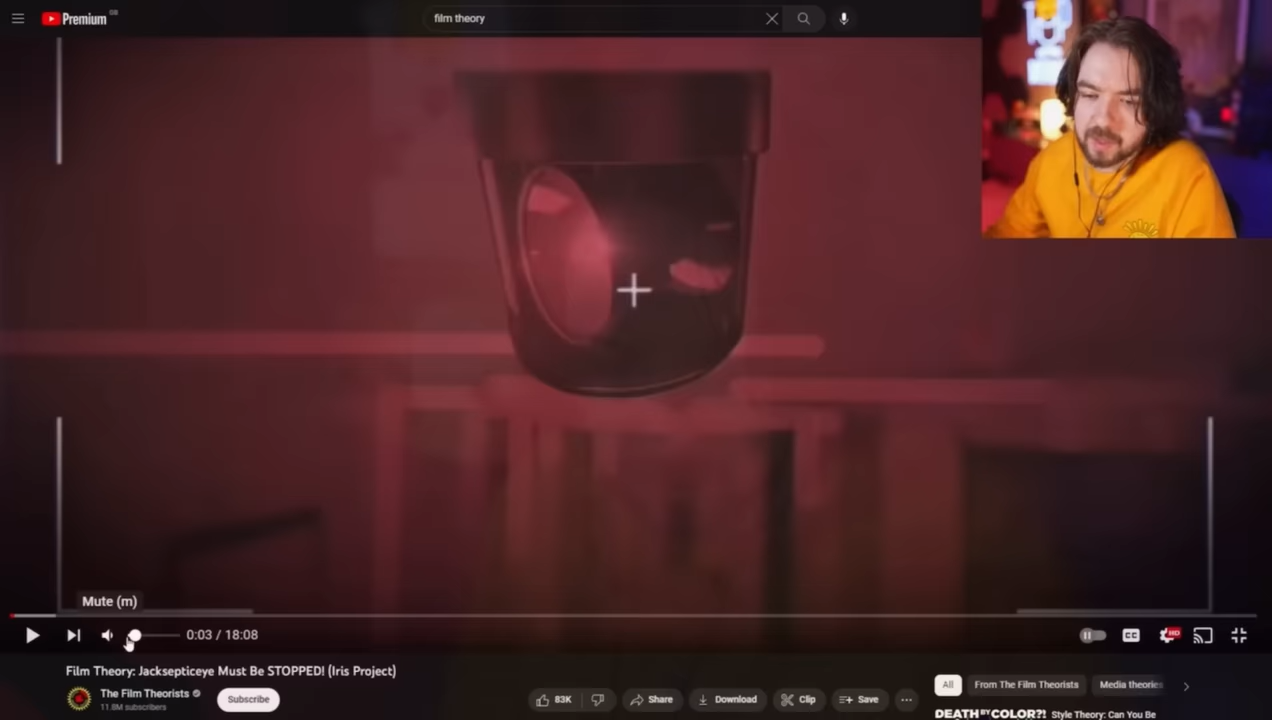 Premium GB
film theory
Mute (m)
0:03 / 18:08
HD
Film Theory: Jacksepticeye Must Be STOPPED! (Iris Project)
The Film Theorists
11.8M subscribers
Subscribe
83K
Share
Download
Clip
Save
All
From The Film Theorists
Media theories
DEATH BY COLOR?!
Style Theory: Can You Be